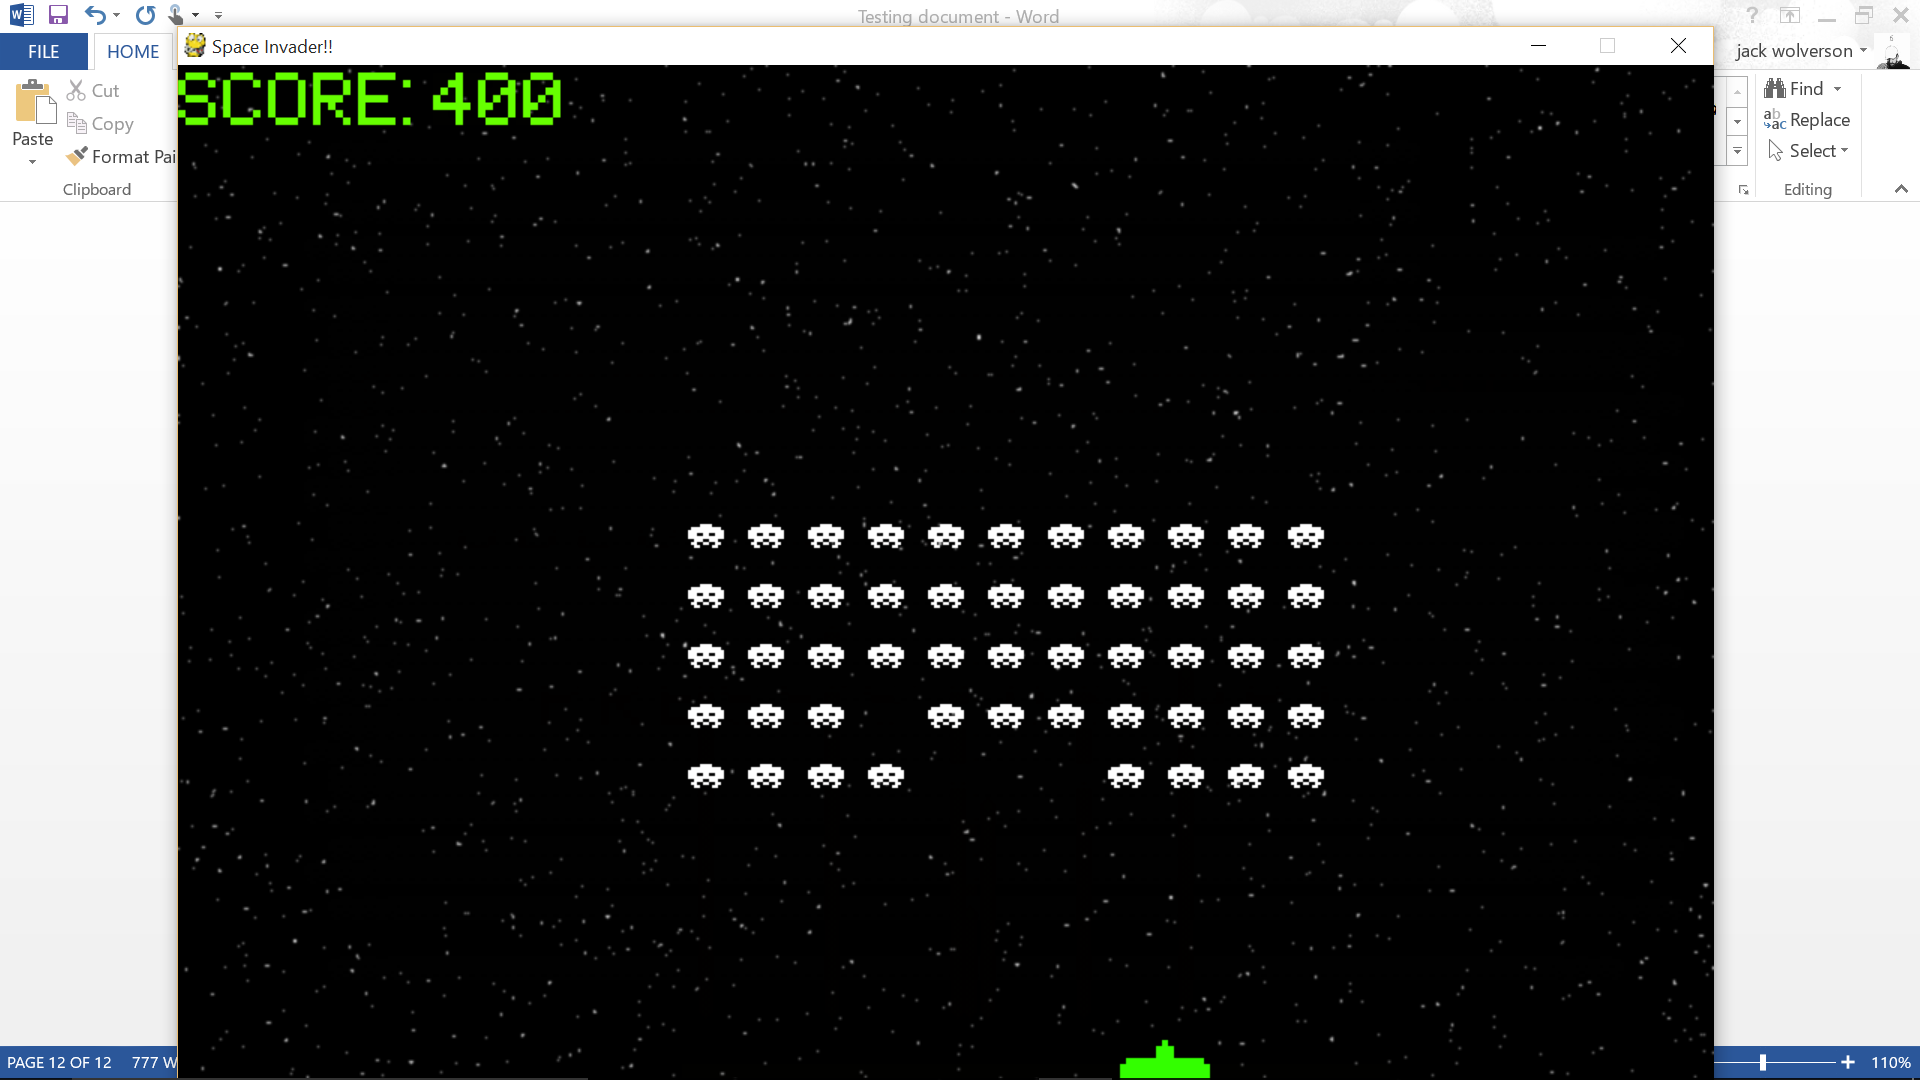 Testing document - Word
FILE
HOME
Space Invader!!
jack wolverson
SCORE:400
Cut
Copy
Format Pai
Paste
Clipboard
Find
Replace
Select
Editing
PAGE 12 OF 12
777 W
110%